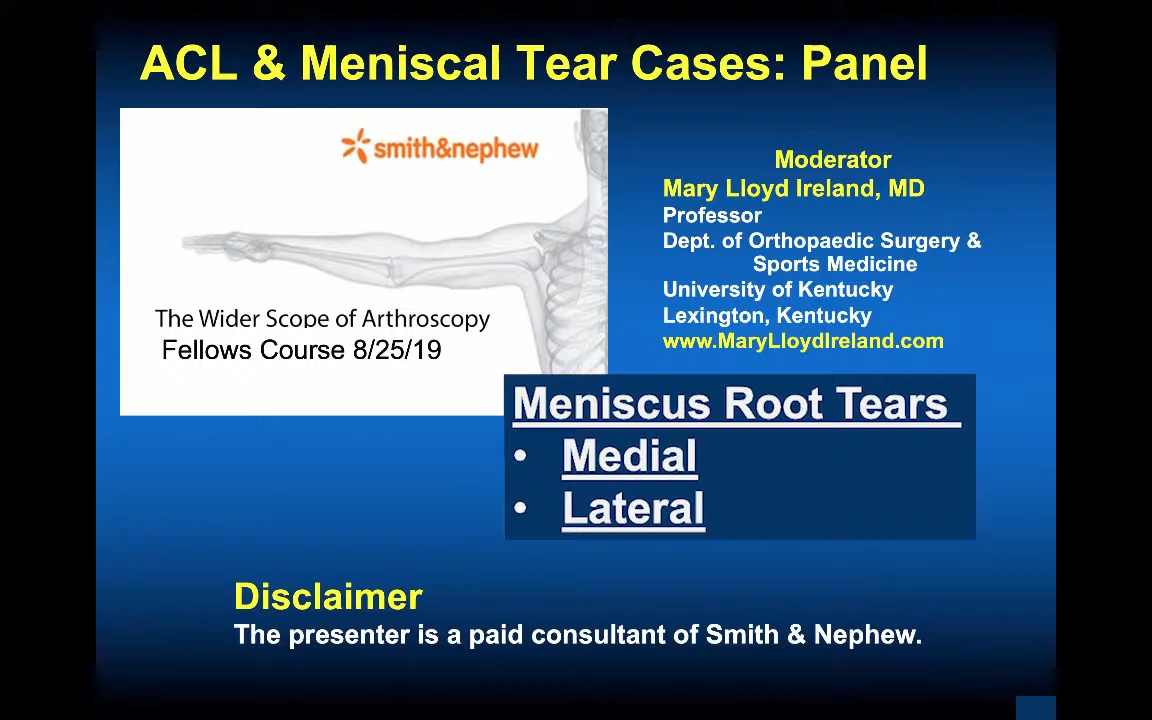 ACL & Meniscal Tear Cases: Panel
smith&nephew
The Wider Scope of Arthroscopy
Fellows Course 8/25/19
Moderator
Mary Lloyd Ireland, MD
Professor
Dept. of Orthopaedic Surgery &
Sports Medicine
University of Kentucky
Lexington, Kentucky
www.MaryLloydIreland.com
Meniscus Root Tears
• Medial
• Lateral
Disclaimer
The presenter is a paid consultant of Smith & Nephew.